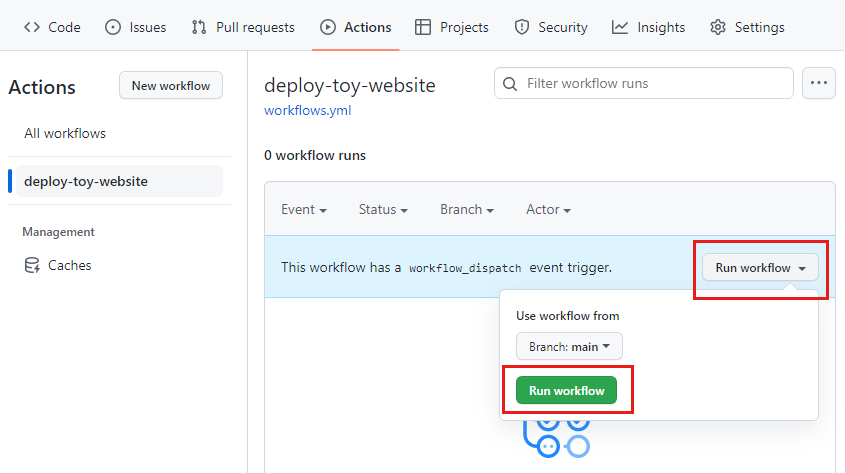 Code Issues Pull requests Actions Projects Security Insights Settings
Actions
New workflow
All workflows
deploy-toy-website
Management
Caches
deploy-toy-website
workflows.yml
Filter workflow runs
0 workflow runs
Event Status Branch Actor
This workflow has a workflow_dispatch event trigger.
Run workflow
Use workflow from
Branch: main
Run workflow